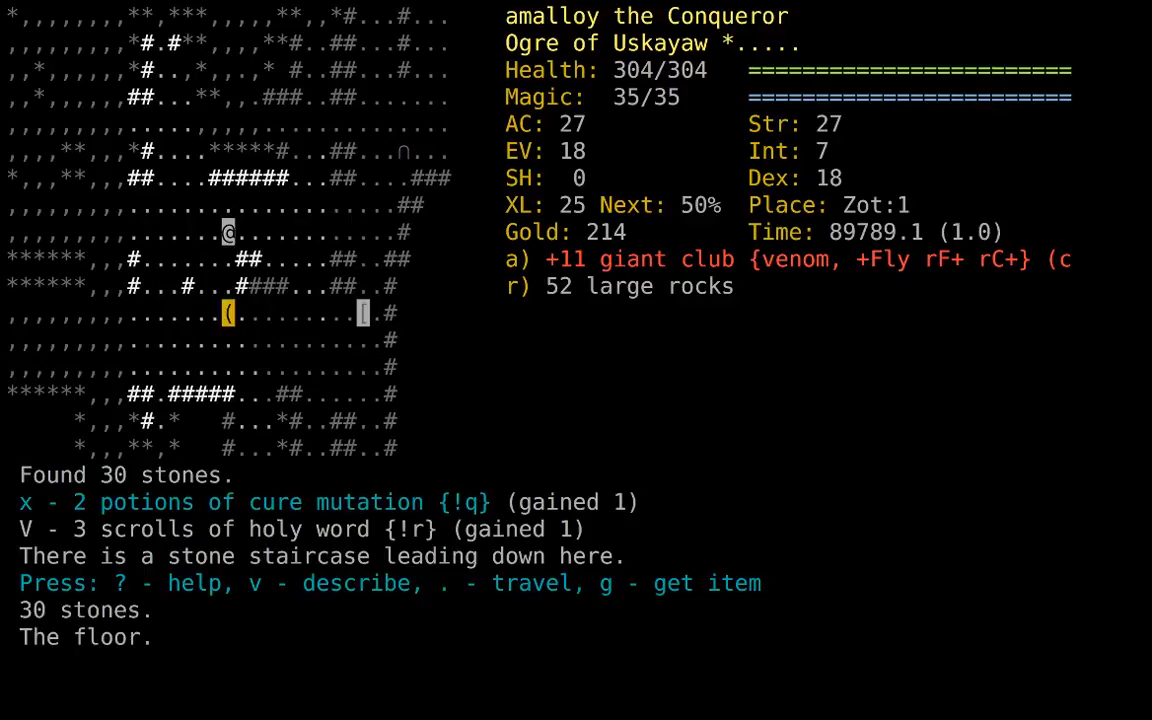 amalloy the Conqueror
Ogre of Uskayaw *.....
Health: 304/304
Magic: 35/35
AC: 27 Str: 27
EV: 18 Int: 7
SH: 0 Dex: 18
XL: 25 Next: 50% Place: Zot:1
Gold: 214 Time: 89789.1 (1.0)
a) +11 giant club {venom, +Fly rF+ rC+} (c
r) 52 large rocks
Found 30 stones.
x - 2 potions of cure mutation {!q} (gained 1)
V - 3 scrolls of holy word {!r} (gained 1)
There is a stone staircase leading down here.
Press: ? - help, v - describe, . - travel, g - get item
30 stones.
The floor.